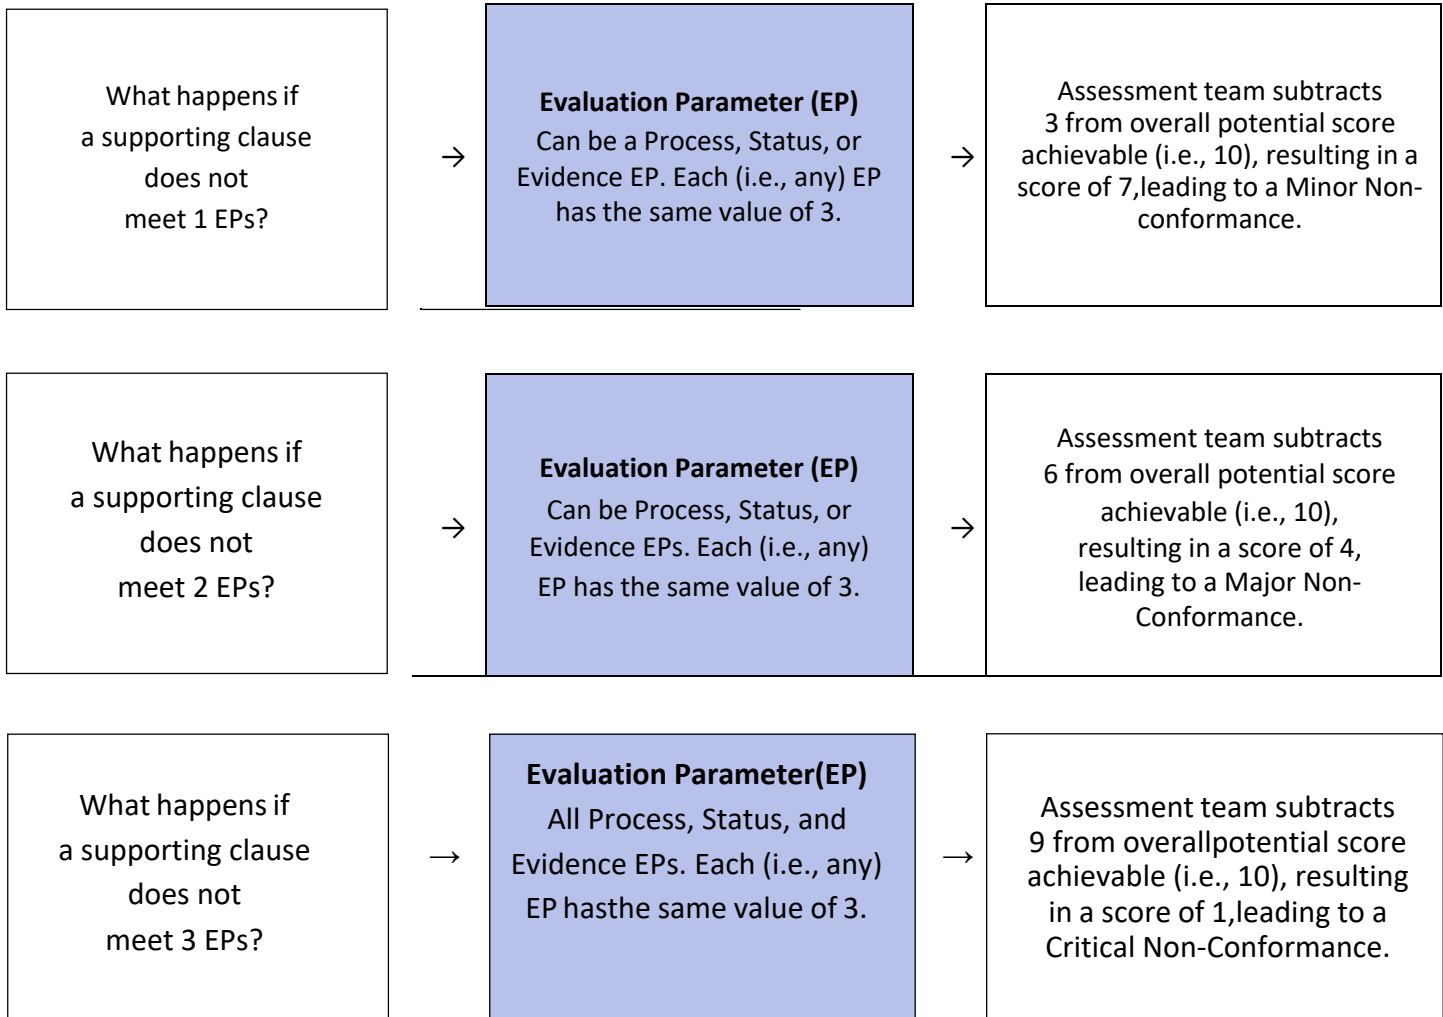 What happens if
a supporting clause
does not
meet 1 EPs?
→
Evaluation Parameter (EP)
Can be a Process, Status, or
Evidence EP. Each (i.e., any) EP
has the same value of 3.
→
Assessment team subtracts
3 from overall potential score
achievable (i.e., 10), resulting in a
score of 7,leading to a Minor Non-
conformance.
What happens if
a supporting clause
does not
meet 2 EPs?
→
Evaluation Parameter (EP)
Can be Process, Status, or
Evidence EPs. Each (i.e., any)
EP has the same value of 3.
→
Assessment team subtracts
6 from overall potential score
achievable (i.e., 10),
resulting in a score of 4,
leading to a Major Non-
Conformance.
What happens if
a supporting clause
does not
meet 3 EPs?
→
Evaluation Parameter(EP)
All Process, Status, and
Evidence EPs. Each (i.e., any)
EP hasthe same value of 3.
→
Assessment team subtracts
9 from overallpotential score
achievable (i.e., 10), resulting
in a score of 1,leading to a
Critical Non-Conformance.